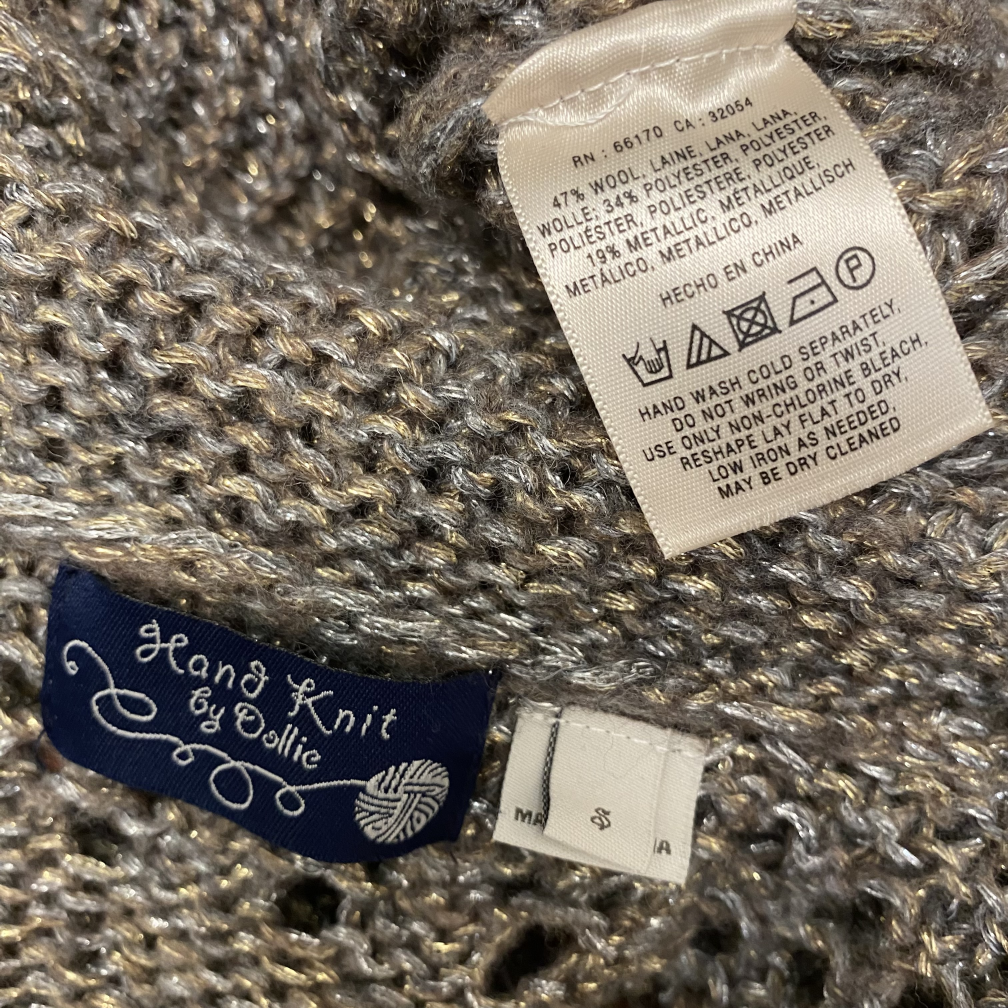 RN : 66170 CA : 32054
47% WOOL, LAINE, LANA, LANA,
WOLLE; 34% POLYESTER, POLYESTER,
POLIÉSTER, POLIESTERE, POLYESTER
19% METALLIC, MÉTALLIQUE,
METÁLICO, METALLICO, METALLISCH
HECHO EN CHINA
P
HAND WASH COLD SEPARATELY,
DO NOT WRING OR TWIST,
USE ONLY NON-CHLORINE BLEACH,
RESHAPE LAY FLAT TO DRY,
LOW IRON AS NEEDED,
MAY BE DRY CLEANED
Hand Knit
by Dollie
MA S A